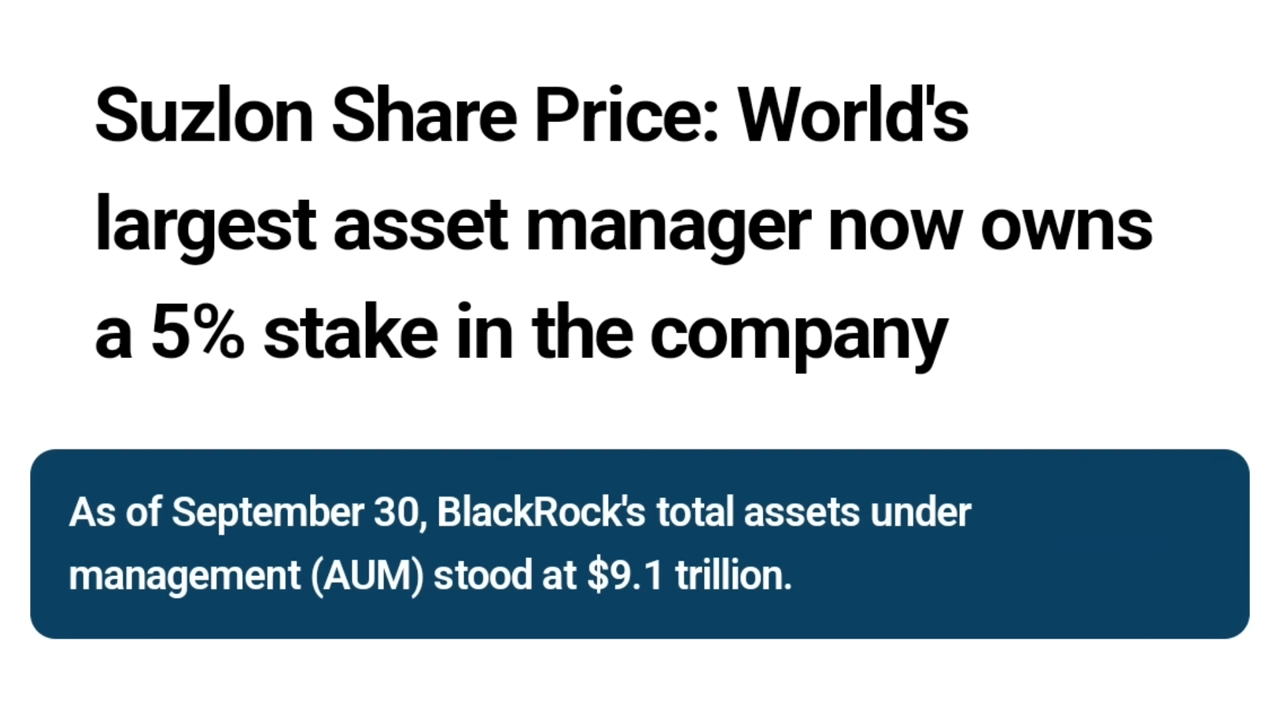 Suzlon Share Price: World's
largest asset manager now owns
a 5% stake in the company
As of September 30, BlackRock's total assets under
management (AUM) stood at $9.1 trillion.